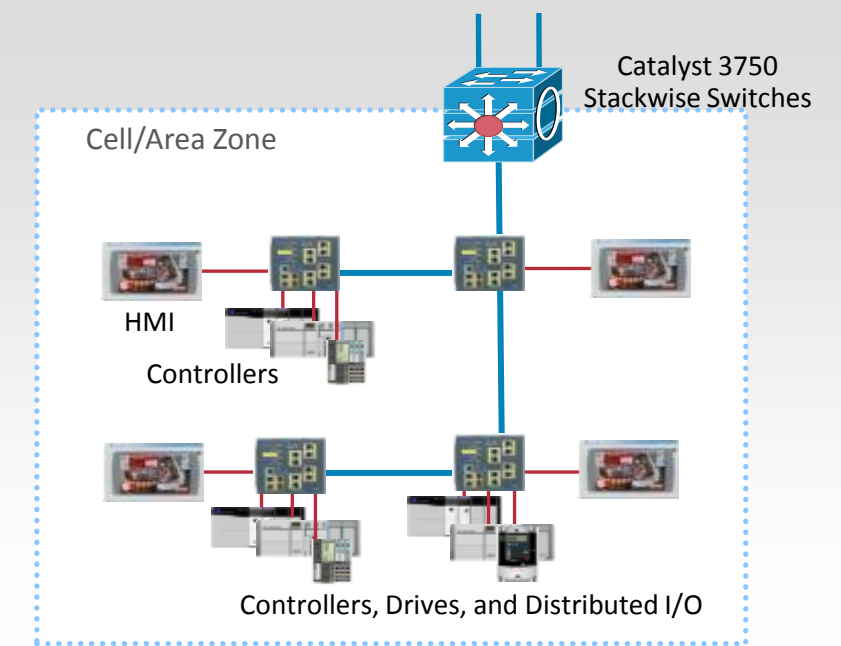 Catalyst 3750
Stackwise Switches
Cell/Area Zone
HMI
Controllers
Controllers, Drives, and Distributed I/O